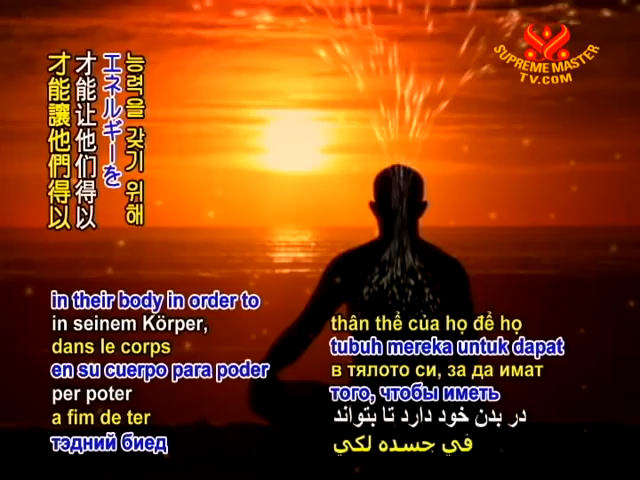 才能讓他們得以
才能让他们得以
エネルギーを
능력을 갖기 위해
SUPREME MASTER
TV.COM
in their body in order to
in seinem Körper,
dans le corps
en su cuerpo para poder
per poter
a fim de ter
тэдний биед
thân thể của họ để họ
tubuh mereka untuk dapat
в тялото си, за да имат
того, чтобы иметь
در بدن خود دارد تا بتواند
في جسده لكي